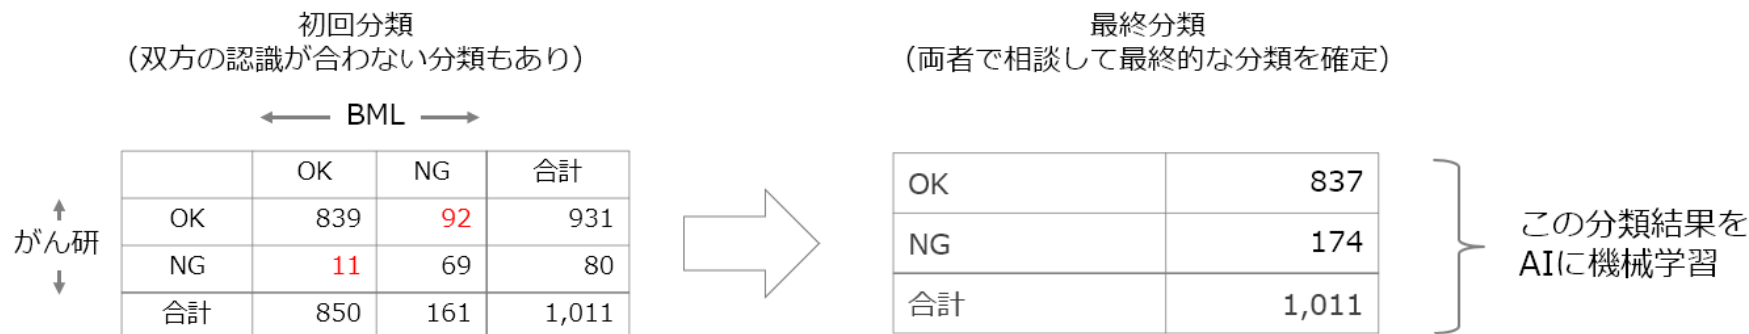 初回分類
（双方の認識が合わない分類もあり）
BML
OK NG 合計
がん研
OK 839 92 931
NG 11 69 80
合計 850 161 1,011
最終分類
（両者で相談して最終的な分類を確定）
OK 837
NG 174
合計 1,011
この分類結果を
AIに機械学習